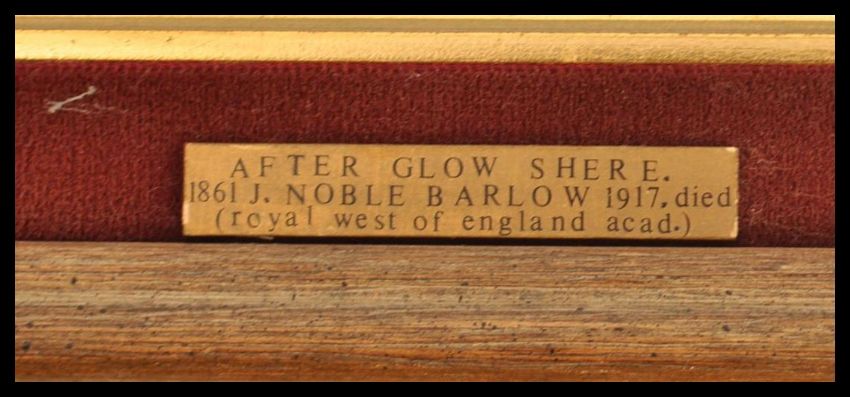 AFTER GLOW SHERE.
1861 J. NOBLE BARLOW 1917. died
(royal west of england acad.)